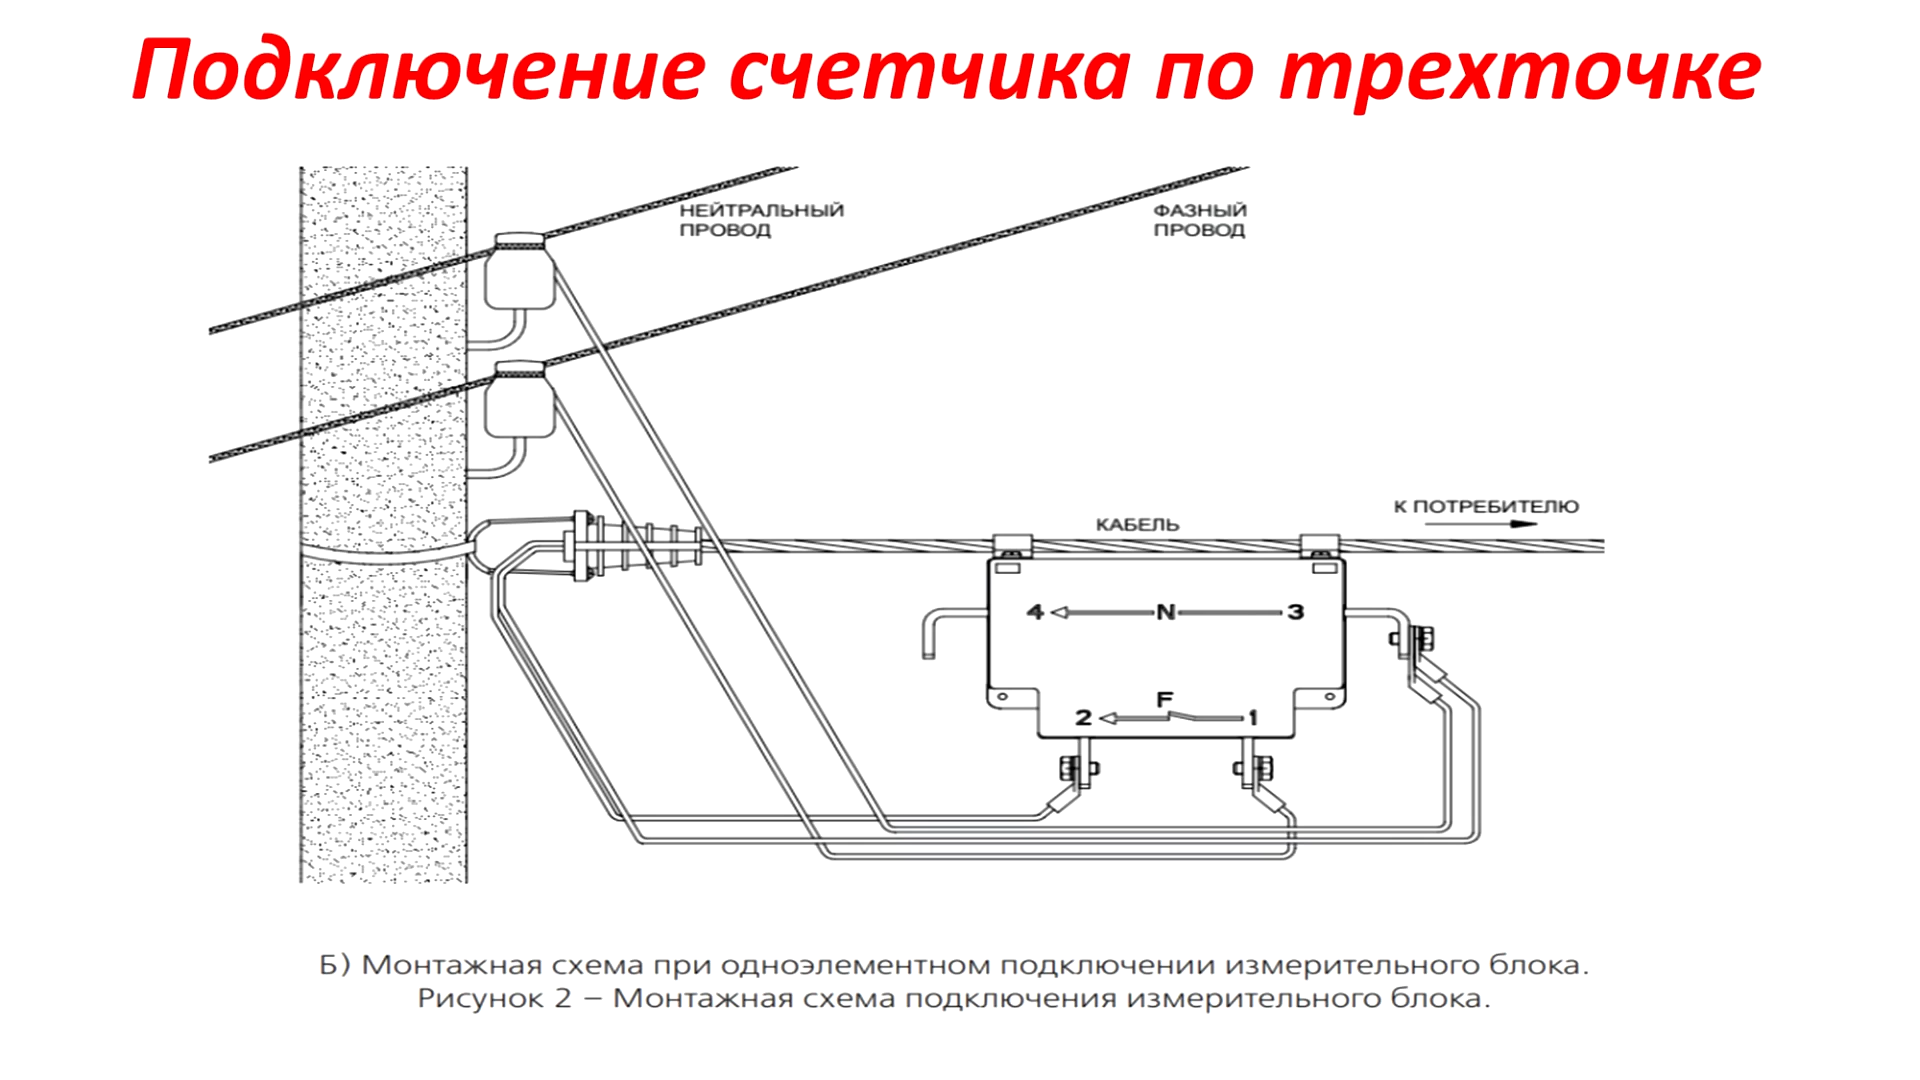 Подключение счетчика по трехточке
НЕЙТРАЛЬНЫЙ
ПРОВОД
ФАЗНЫЙ
ПРОВОД
К ПОТРЕБИТЕЛЮ
КАБЕЛЬ
4 N 3
F
2 1
Б) Монтажная схема при одноэлементном подключении измерительного блока.
Рисунок 2 – Монтажная схема подключения измерительного блока.